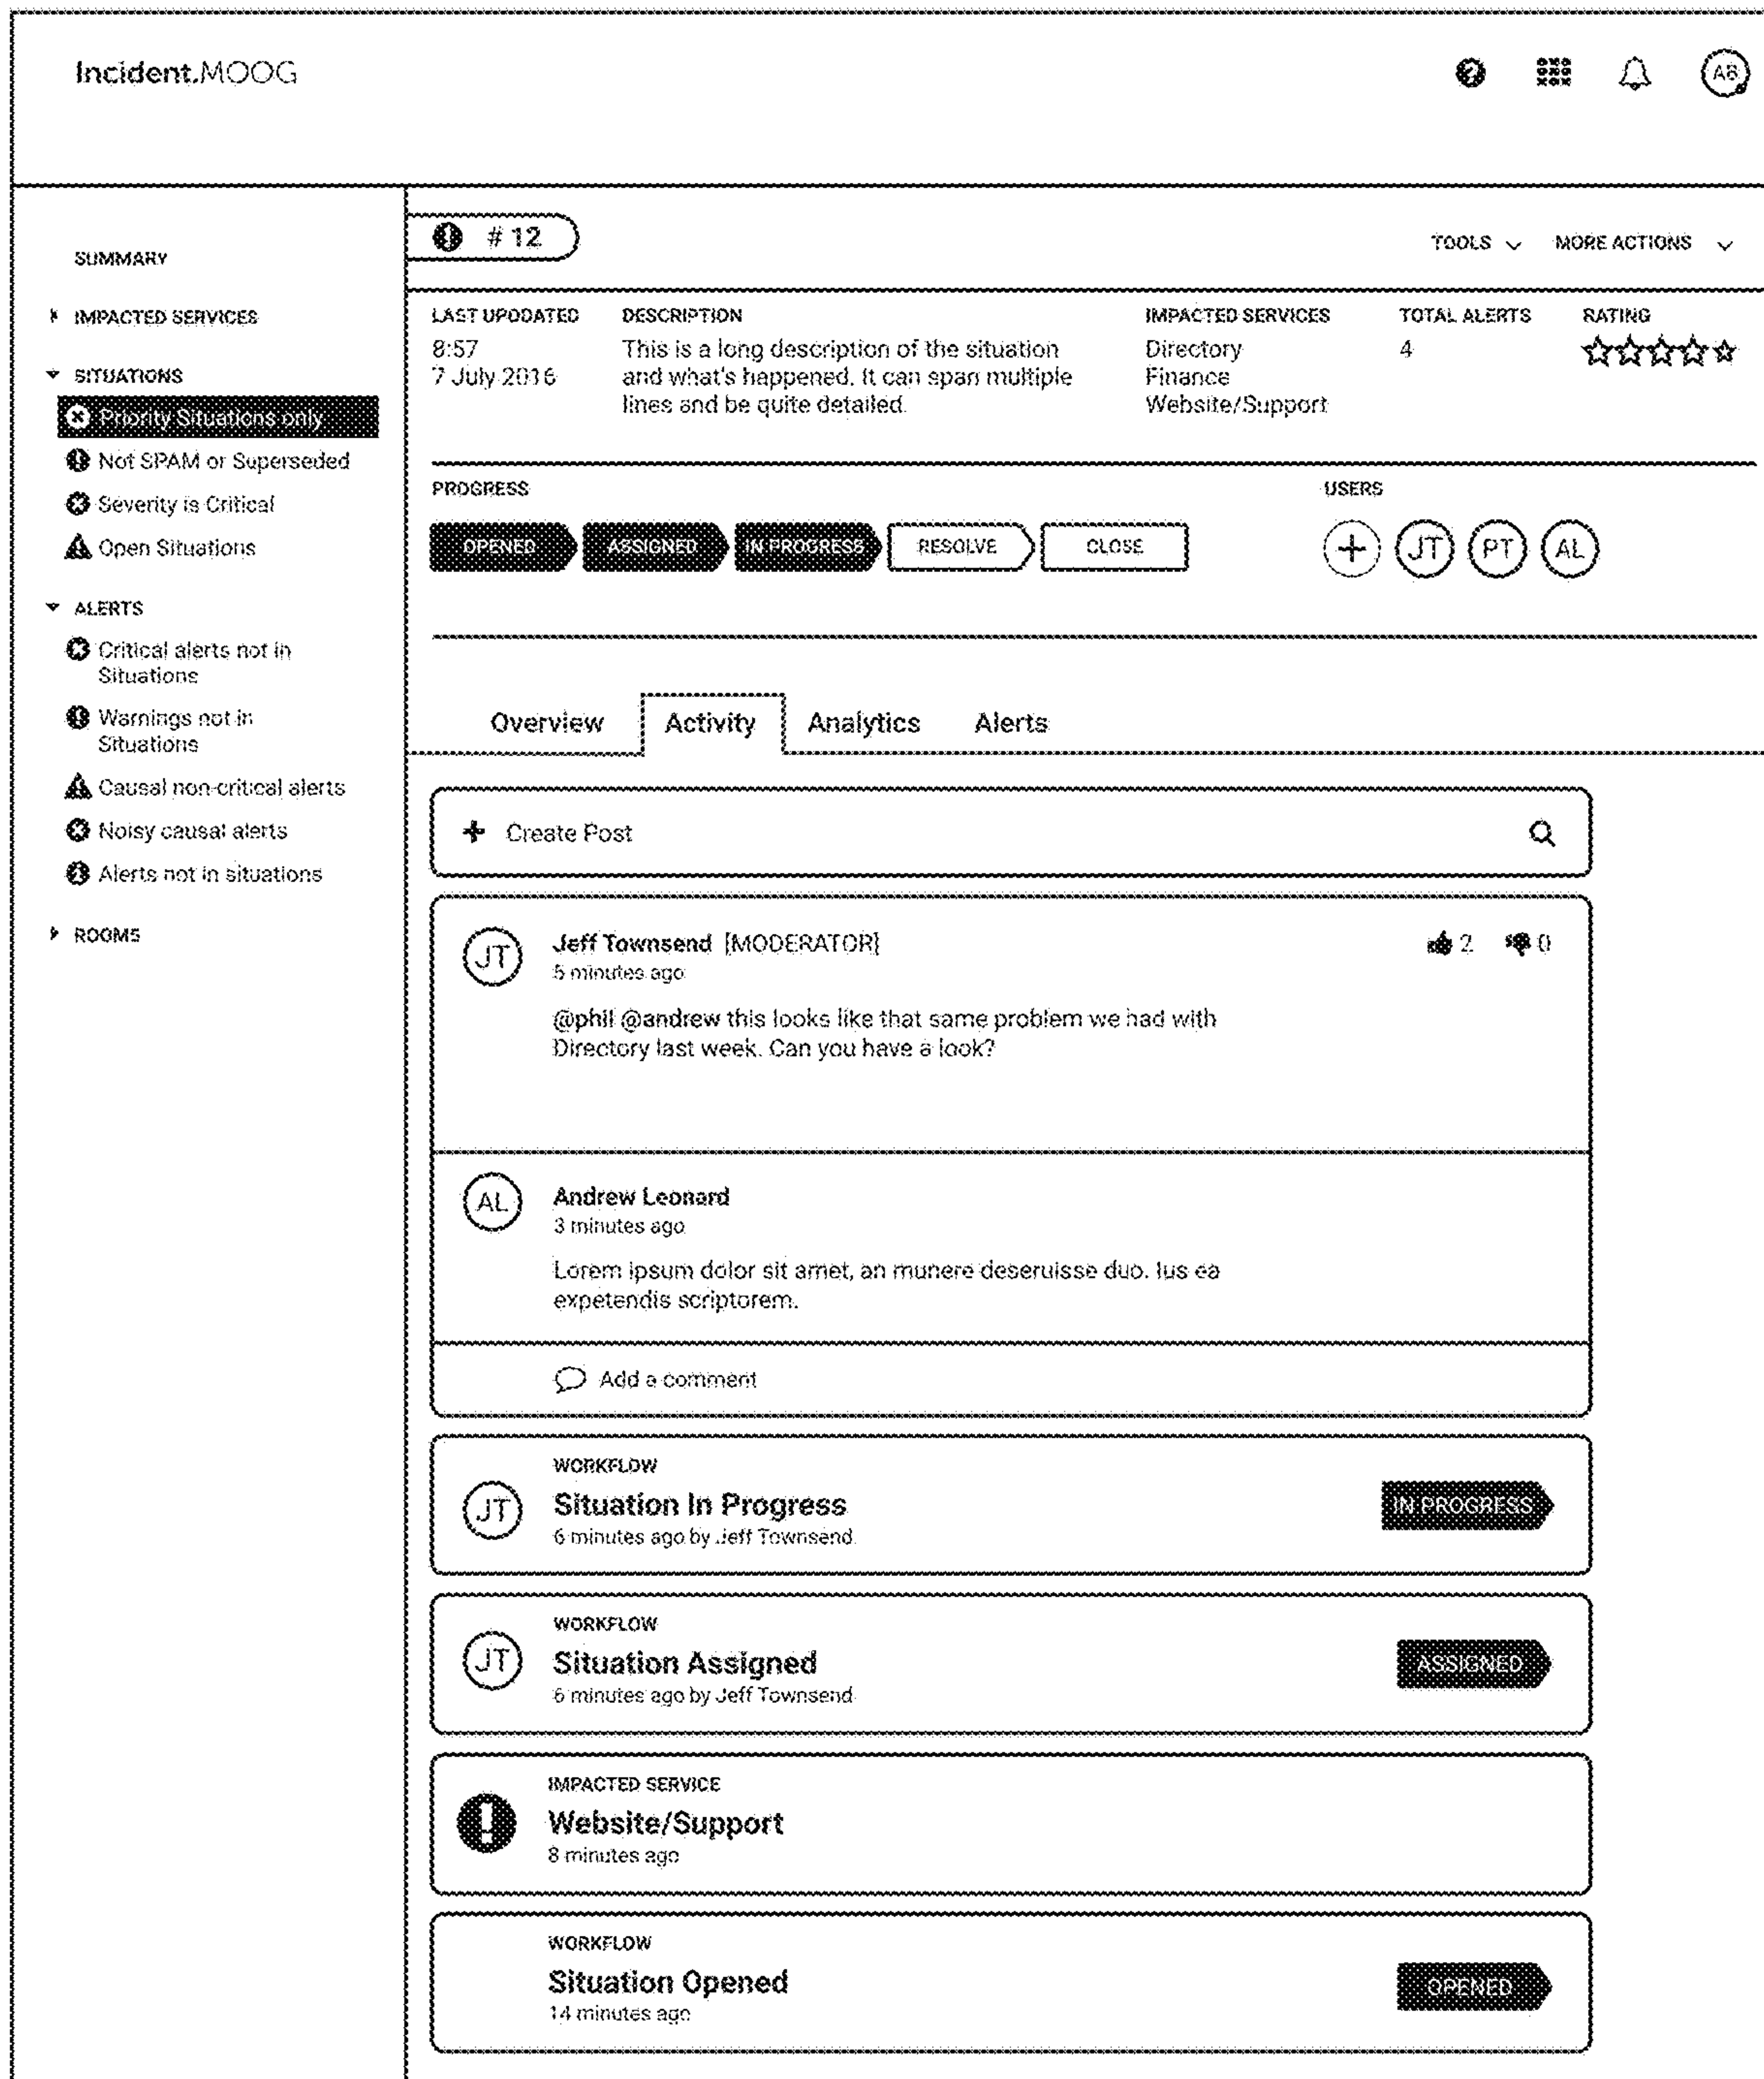 Incident.MOOG
AB
SUMMARY
IMPACTED SERVICES
SITUATIONS
Priority Situations only
Not SPAM or Superseded
Severity is Critical
Open Situations
ALERTS
Critical alerts not in
Situations
Warnings not in
Situations
Causal non-critical alerts
Noisy causal alerts
Alerts not in situations
ROOMS
# 12
TOOLS MORE ACTIONS
LAST UPODATED DESCRIPTION IMPACTED SERVICES TOTAL ALERTS RATING
8:57 This is a long description of the situation Directory 4
7 July 2016 and what's happened. It can span multiple Finance
lines and be quite detailed. Website/Support
PROGRESS USERS
OPENED ASSIGNED IN PROGRESS RESOLVE CLOSE + JT PT AL
Overview Activity Analytics Alerts
+ Create Post
JT Jeff Townsend [MODERATOR] 2 0
5 minutes ago
@phil @andrew this looks like that same problem we had with
Directory last week. Can you have a look?
AL Andrew Leonard
3 minutes ago
Lorem ipsum dolor sit amet, an munere deseruisse duo. Ius ea
expetendis scriptorem.
Add a comment
WORKFLOW
JT Situation In Progress IN PROGRESS
6 minutes ago by Jeff Townsend
WORKFLOW
JT Situation Assigned ASSIGNED
6 minutes ago by Jeff Townsend
IMPACTED SERVICE
! Website/Support
8 minutes ago
WORKFLOW
Situation Opened OPENED
14 minutes ago